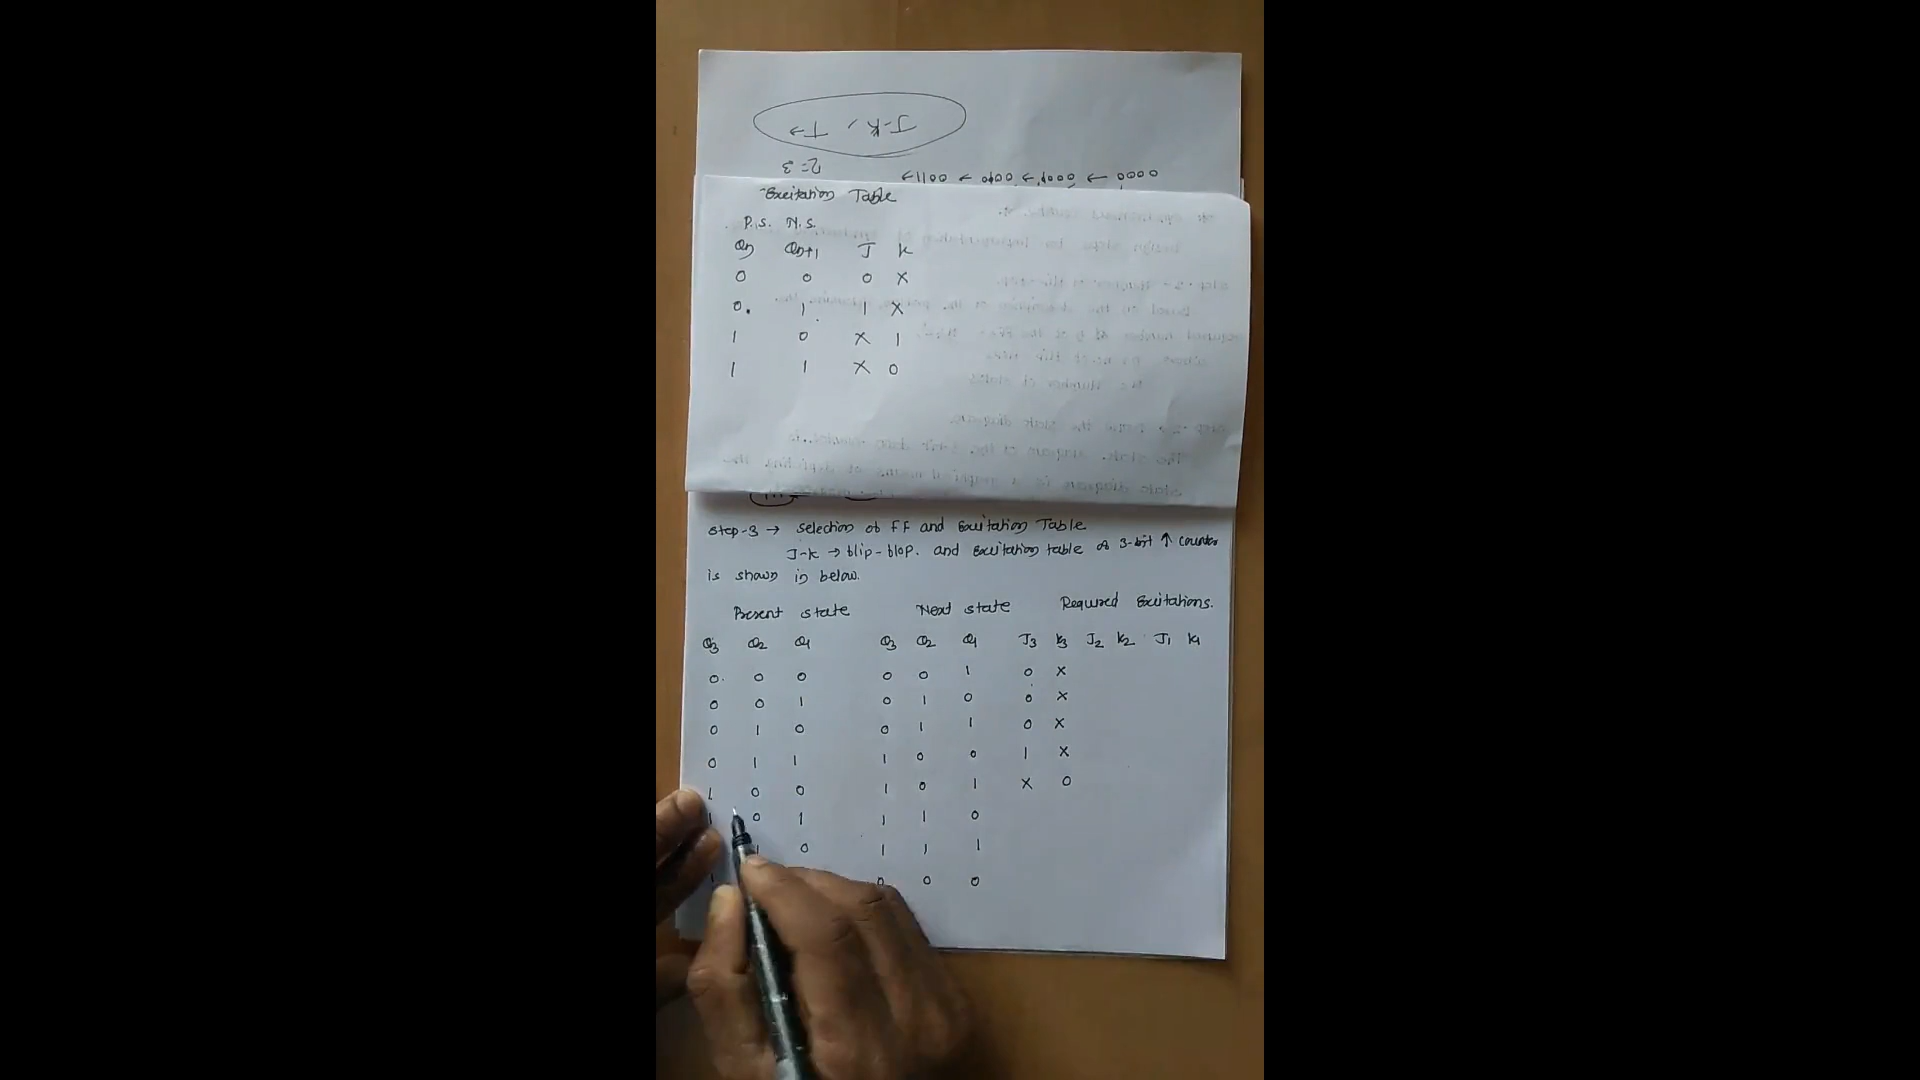 J-K, T→
n=3
0000 → 0001 → 0010 → 0011→
Excitation Table
P.S. N.S.
Qn Qn+1 J K
0 0 0 X
0 1 1 X
1 0 X 1
1 1 X 0
Step-3 → Selection of FF and Excitation Table
J-K → flip-flop. and Excitation table of 3-bit ↑ counter
is shown in below.
Present state Next state Required Excitations.
Q3 Q2 Q1 Q3 Q2 Q1 J3 K3 J2 K2 J1 K1
0 0 0 0 0 1 0 X
0 0 1 0 1 0 0 X
0 1 0 0 1 1 0 X
0 1 1 1 0 0 1 X
1 0 0 1 0 1 X 0
1 0 1 1 1 0
1 0 1 1 1
1 0 0 0